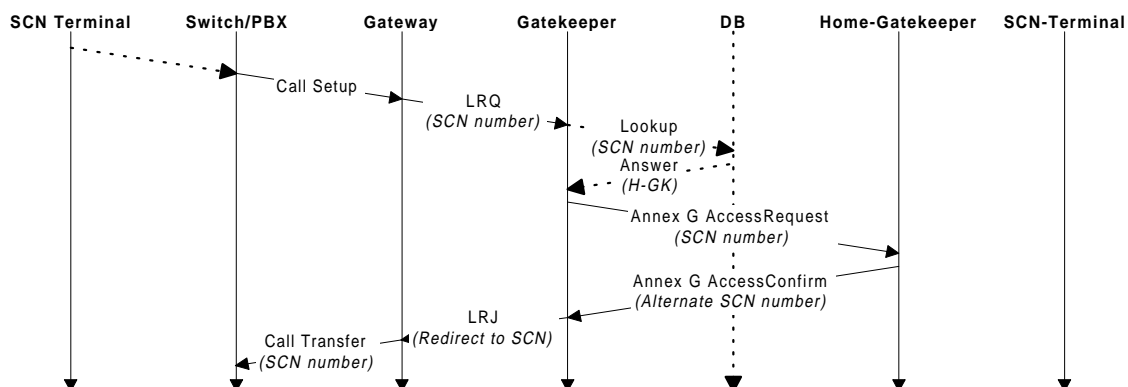 SCN Terminal Switch/PBX Gateway Gatekeeper DB Home-Gatekeeper SCN-Terminal
Call Setup
LRQ
(SCN number)
Lookup
(SCN number)
Answer
(H-GK)
Annex G AccessRequest
(SCN number)
Annex G AccessConfirm
(Alternate SCN number)
LRJ
(Redirect to SCN)
Call Transfer
(SCN number)